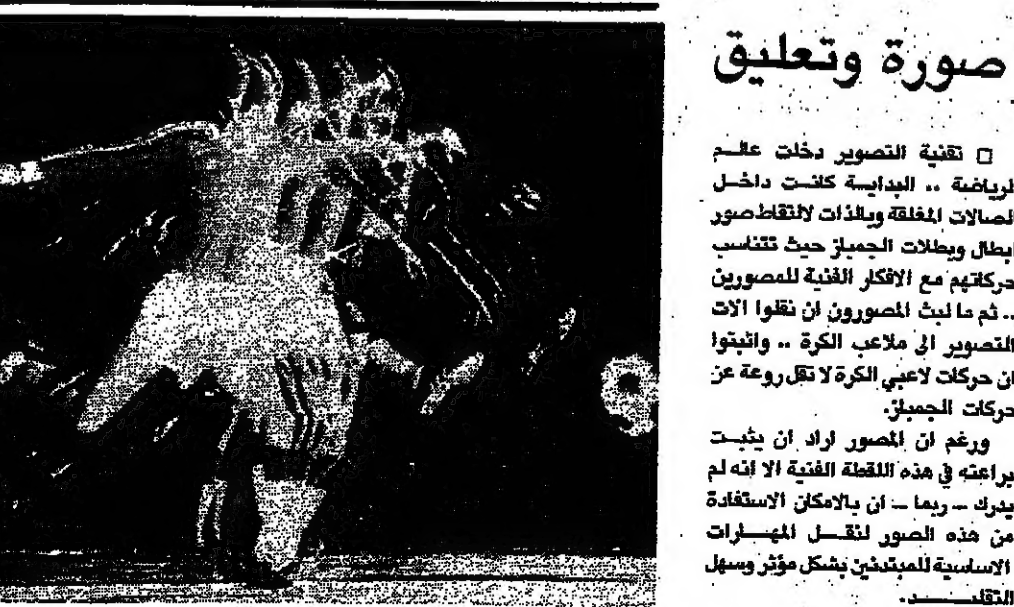 صورة وتعليق
□ تقنية التصوير دخلت عالم
لرياضة .. البداية كانت داخل
لصالات المغلقة وبالذات لالتقاط صور
ابطال وبطلات الجمباز حيث تتناسب
حركاتهم مع الافكار الفنية للمصورين
.. ثم ما لبث المصورون ان نقلوا الات
التصوير الى ملاعب الكرة .. واثبتوا
ان حركات لاعبي الكرة لا تقل روعة عن
حركات الجمباز.
ورغم ان المصور اراد ان يثبت
براعته في هذه اللقطة الفنية الا انه لم
يدرك – ربما – ان بالامكان الاستفادة
من هذه الصور لنقل المهارات
الاساسية للمبتدئين بشكل مؤثر وسهل
التقليد.